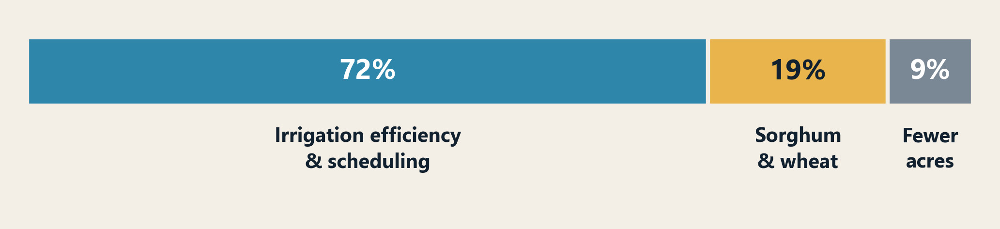 72%
19%
9%
Irrigation efficiency
& scheduling
Sorghum
& wheat
Fewer
acres